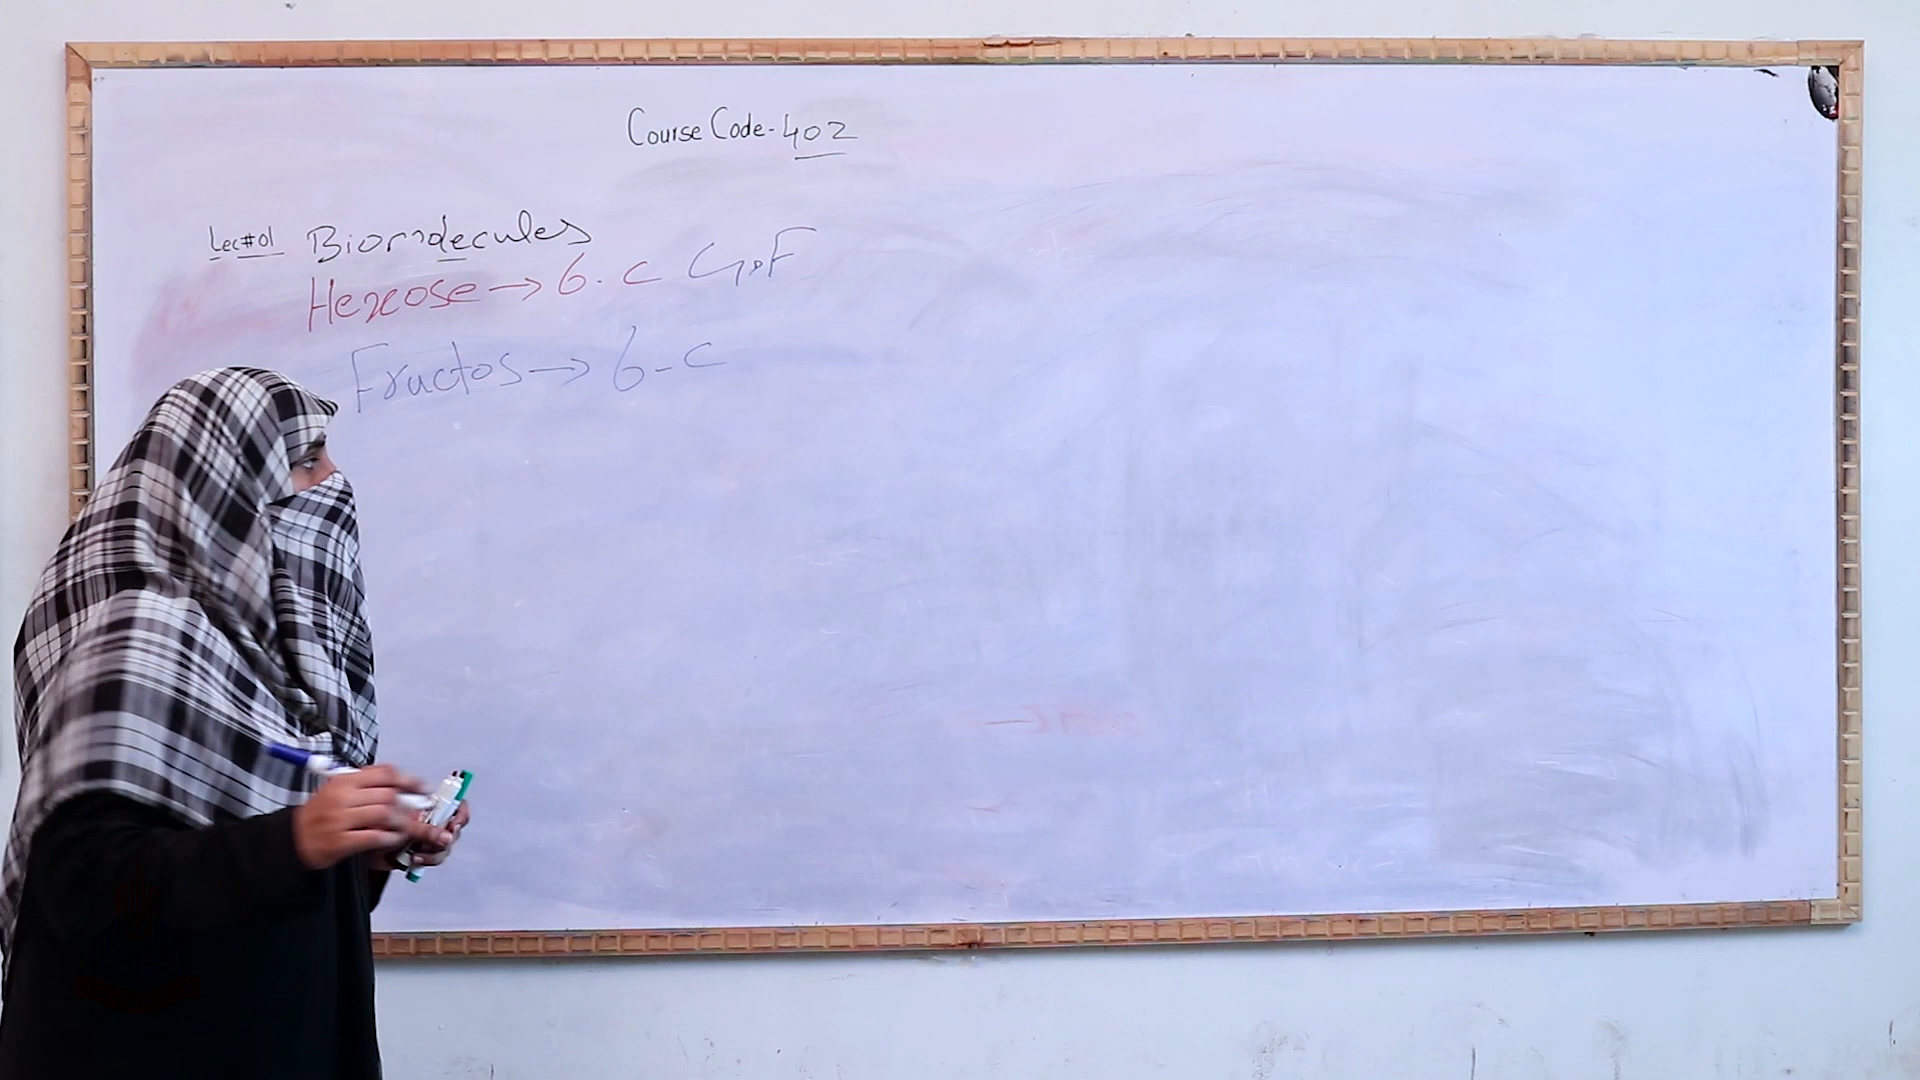 Course Code-402
Lec#01 Biomolecules
Hexose → 6.c G,F
Fructos → 6-c